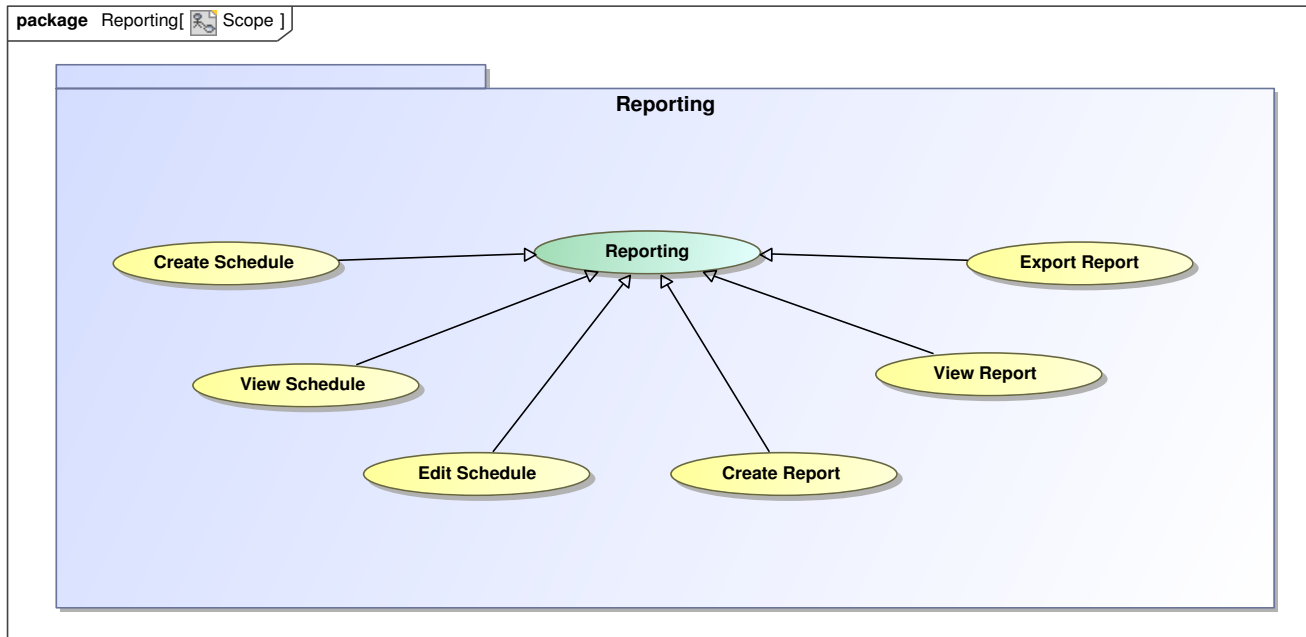 package Reporting[ Scope ]
Reporting
Reporting
Create Schedule
Export Report
View Schedule
View Report
Edit Schedule
Create Report